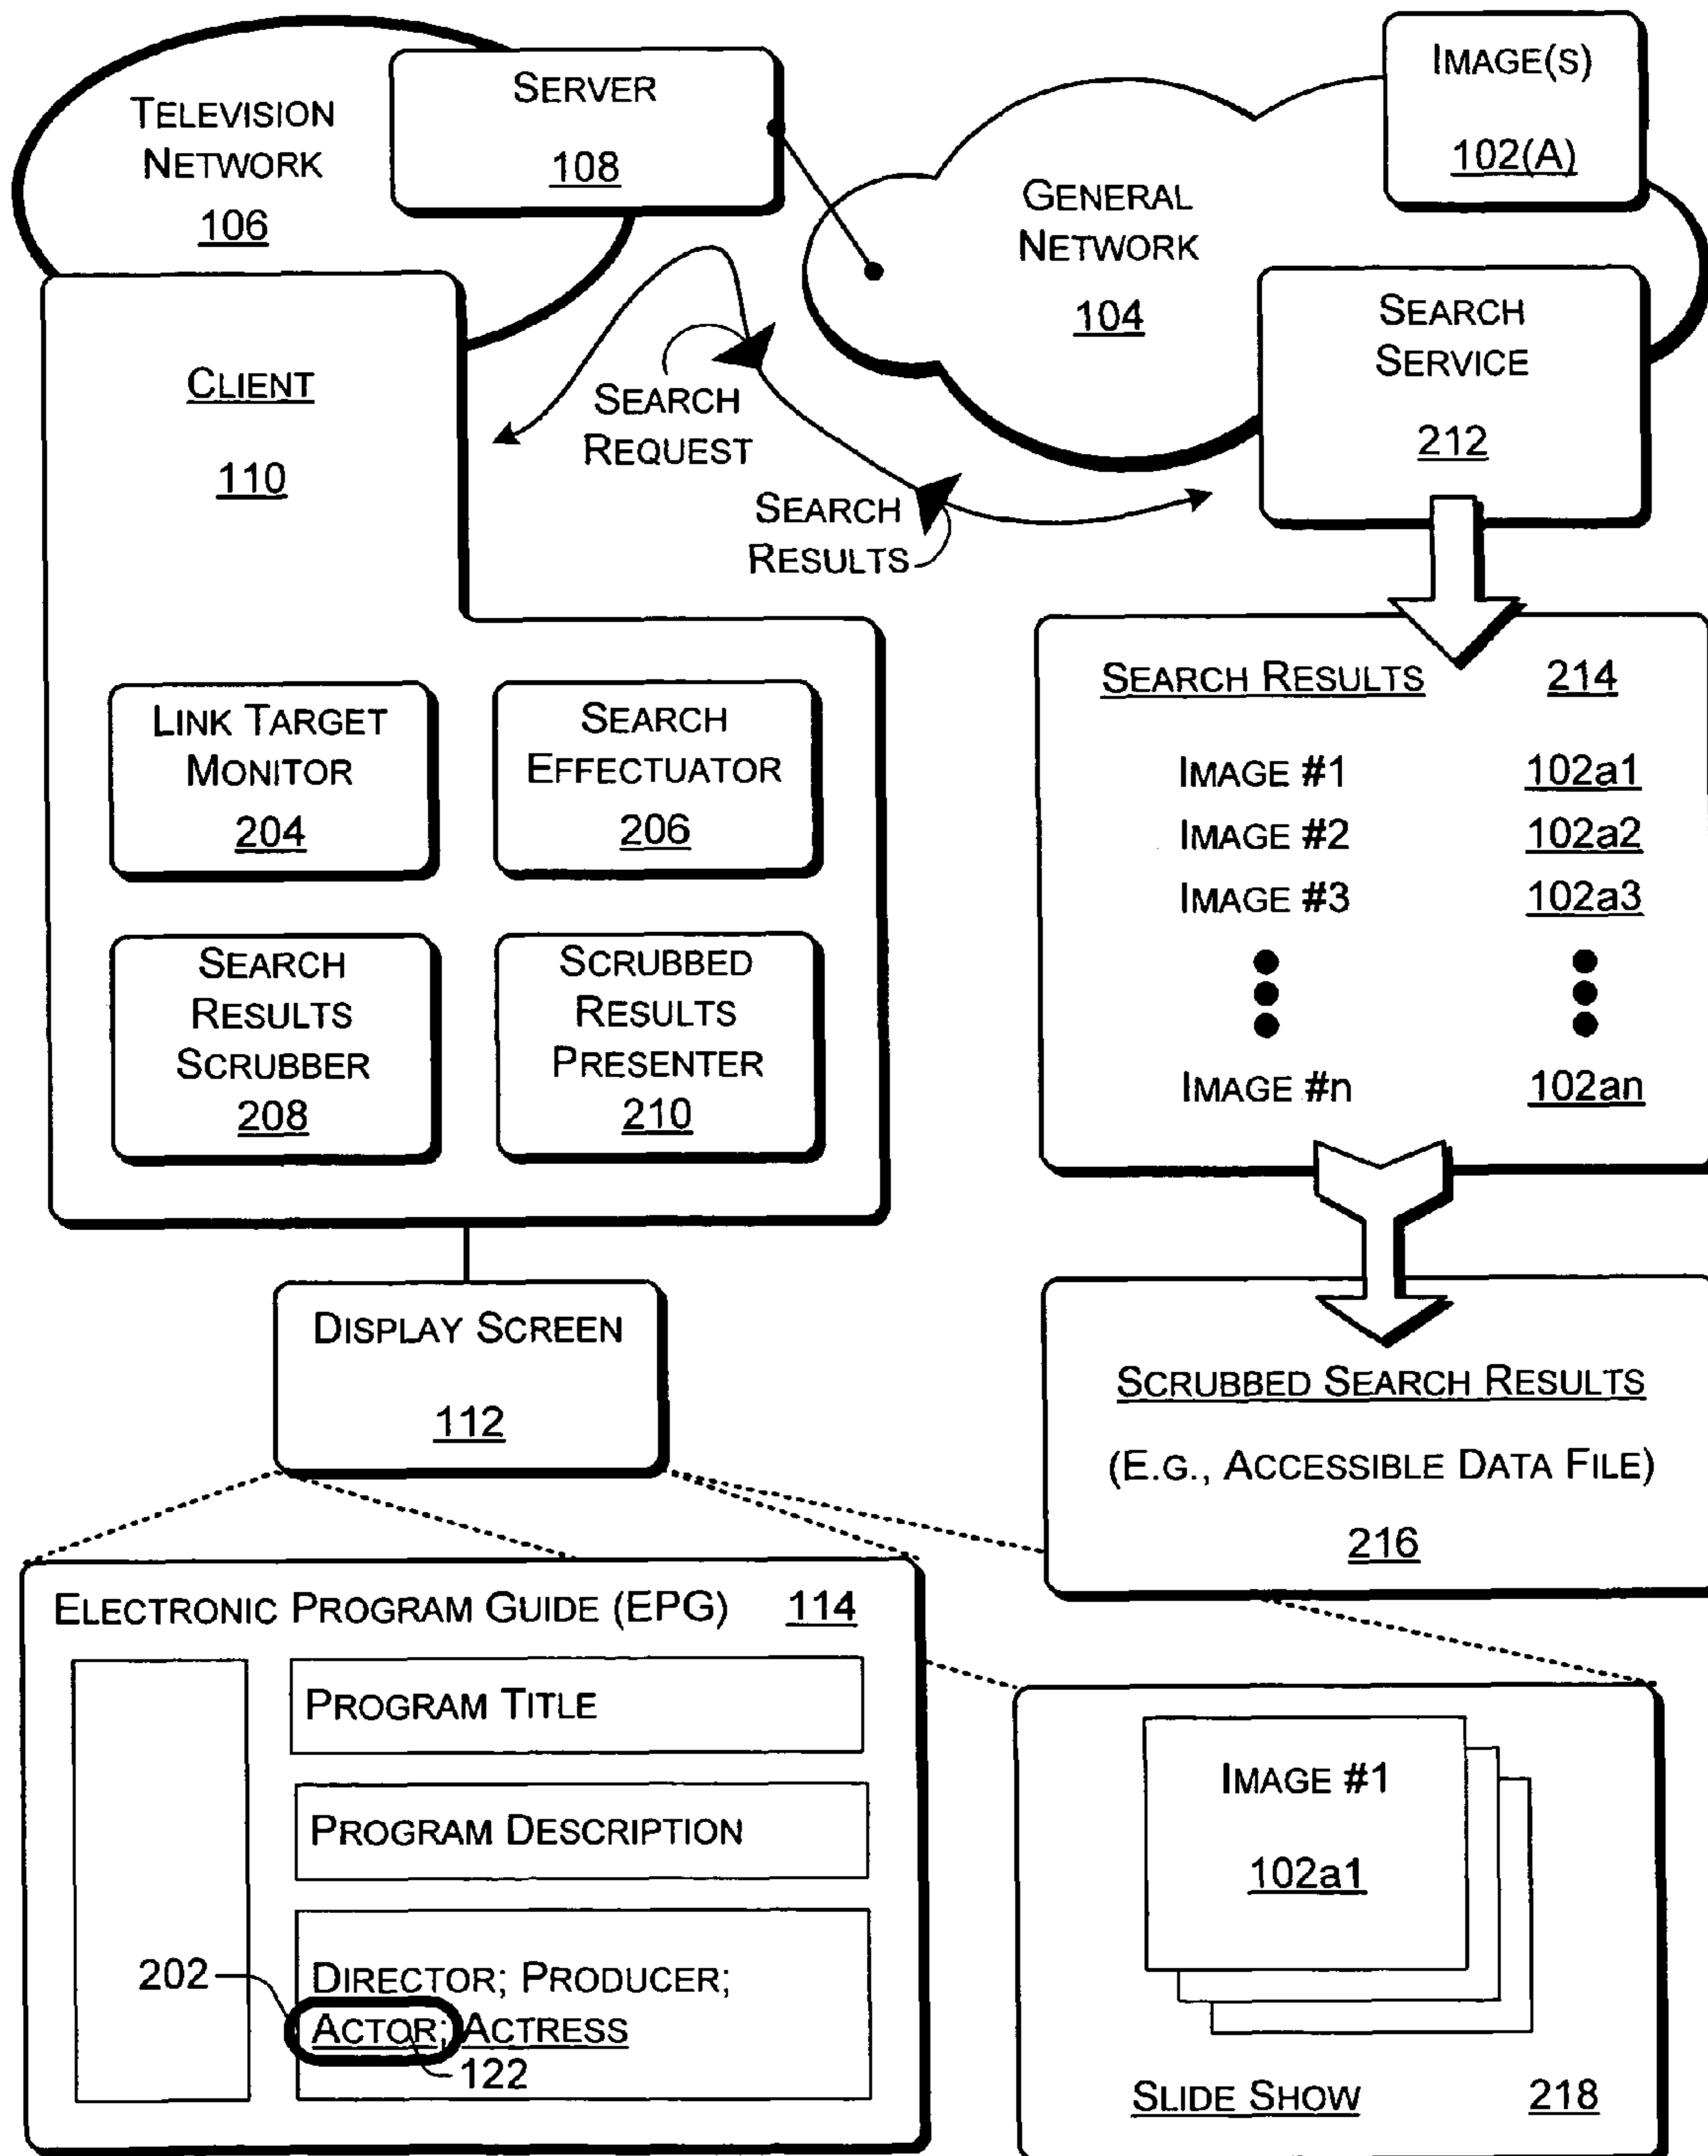 TELEVISION
NETWORK
106
SERVER
108
GENERAL
NETWORK
104
IMAGE(S)
102(A)
SEARCH
SERVICE
212
CLIENT
110
SEARCH
REQUEST
SEARCH
RESULTS
LINK TARGET
MONITOR
204
SEARCH
EFFECTUATOR
206
SEARCH
RESULTS
SCRUBBER
208
SCRUBBED
RESULTS
PRESENTER
210
SEARCH RESULTS 214
IMAGE #1 102a1
IMAGE #2 102a2
IMAGE #3 102a3
IMAGE #n 102an
DISPLAY SCREEN
112
SCRUBBED SEARCH RESULTS
(E.G., ACCESSIBLE DATA FILE)
216
ELECTRONIC PROGRAM GUIDE (EPG) 114
PROGRAM TITLE
PROGRAM DESCRIPTION
DIRECTOR; PRODUCER;
ACTOR; ACTRESS
202
122
IMAGE #1
102a1
SLIDE SHOW 218